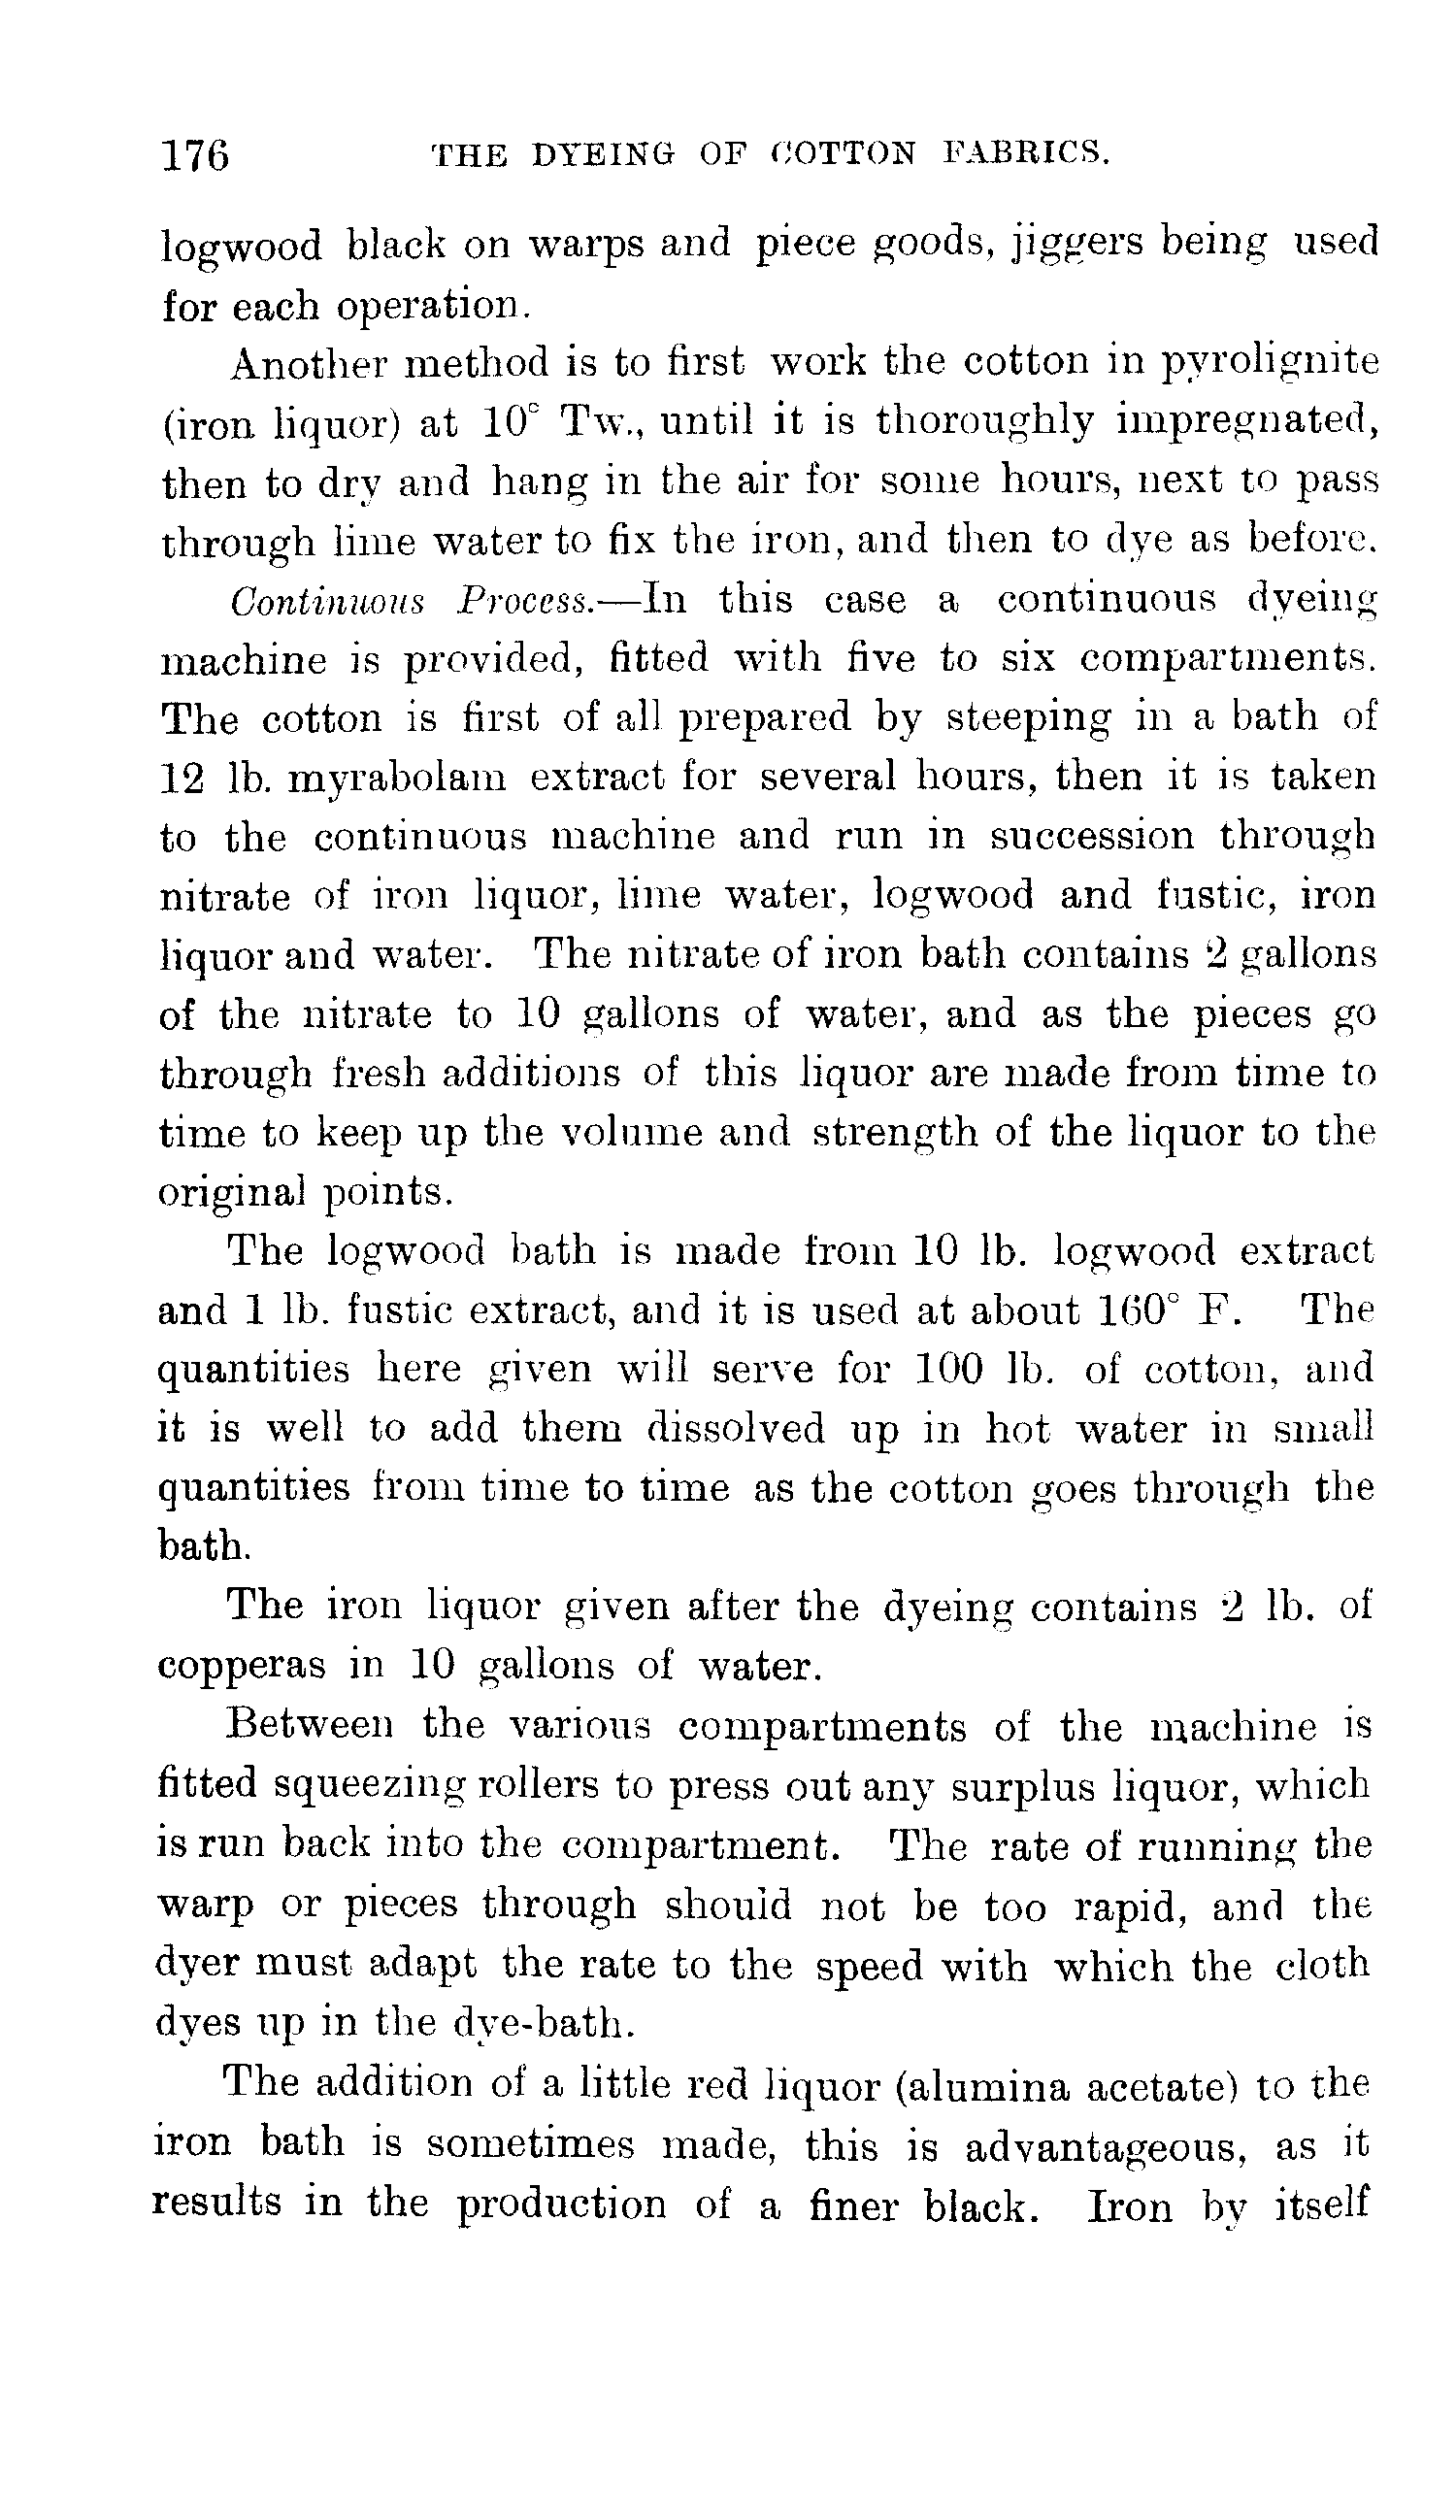 176 THE DYEING OF COTTON FABRICS.
logwood black on warps and piece goods, jiggers being used
for each operation.
Another method is to first work the cotton in pyrolignite
(iron liquor) at 10° Tw., until it is thoroughly impregnated,
then to dry and hang in the air for some hours, next to pass
through lime water to fix the iron, and then to dye as before.
Continuous Process.—In this case a continuous dyeing
machine is provided, fitted with five to six compartments.
The cotton is first of all prepared by steeping in a bath of
12 lb. myrabolam extract for several hours, then it is taken
to the continuous machine and run in succession through
nitrate of iron liquor, lime water, logwood and fustic, iron
liquor and water. The nitrate of iron bath contains 2 gallons
of the nitrate to 10 gallons of water, and as the pieces go
through fresh additions of this liquor are made from time to
time to keep up the volume and strength of the liquor to the
original points.
The logwood bath is made from 10 lb. logwood extract
and 1 lb. fustic extract, and it is used at about 160° F. The
quantities here given will serve for 100 lb. of cotton, and
it is well to add them dissolved up in hot water in small
quantities from time to time as the cotton goes through the
bath.
The iron liquor given after the dyeing contains 2 lb. of
copperas in 10 gallons of water.
Between the various compartments of the machine is
fitted squeezing rollers to press out any surplus liquor, which
is run back into the compartment. The rate of running the
warp or pieces through should not be too rapid, and the
dyer must adapt the rate to the speed with which the cloth
dyes up in the dye-bath.
The addition of a little red liquor (alumina acetate) to the
iron bath is sometimes made, this is advantageous, as it
results in the production of a finer black. Iron by itself